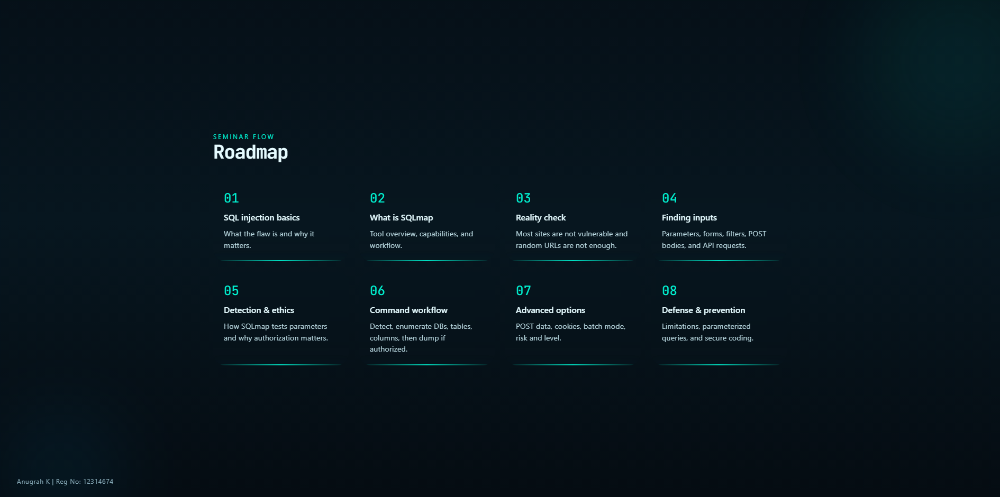 SEMINAR FLOW
Roadmap
01
SQL injection basics
What the flaw is and why it
matters.
02
What is SQLmap
Tool overview, capabilities, and
workflow.
03
Reality check
Most sites are not vulnerable and
random URLs are not enough.
04
Finding inputs
Parameters, forms, filters, POST
bodies, and API requests.
05
Detection & ethics
How SQLmap tests parameters
and why authorization matters.
06
Command workflow
Detect, enumerate DBs, tables,
columns, then dump if
authorized.
07
Advanced options
POST data, cookies, batch mode,
risk and level.
08
Defense & prevention
Limitations, parameterized
queries, and secure coding.
Anugrah K | Reg No: 12314674